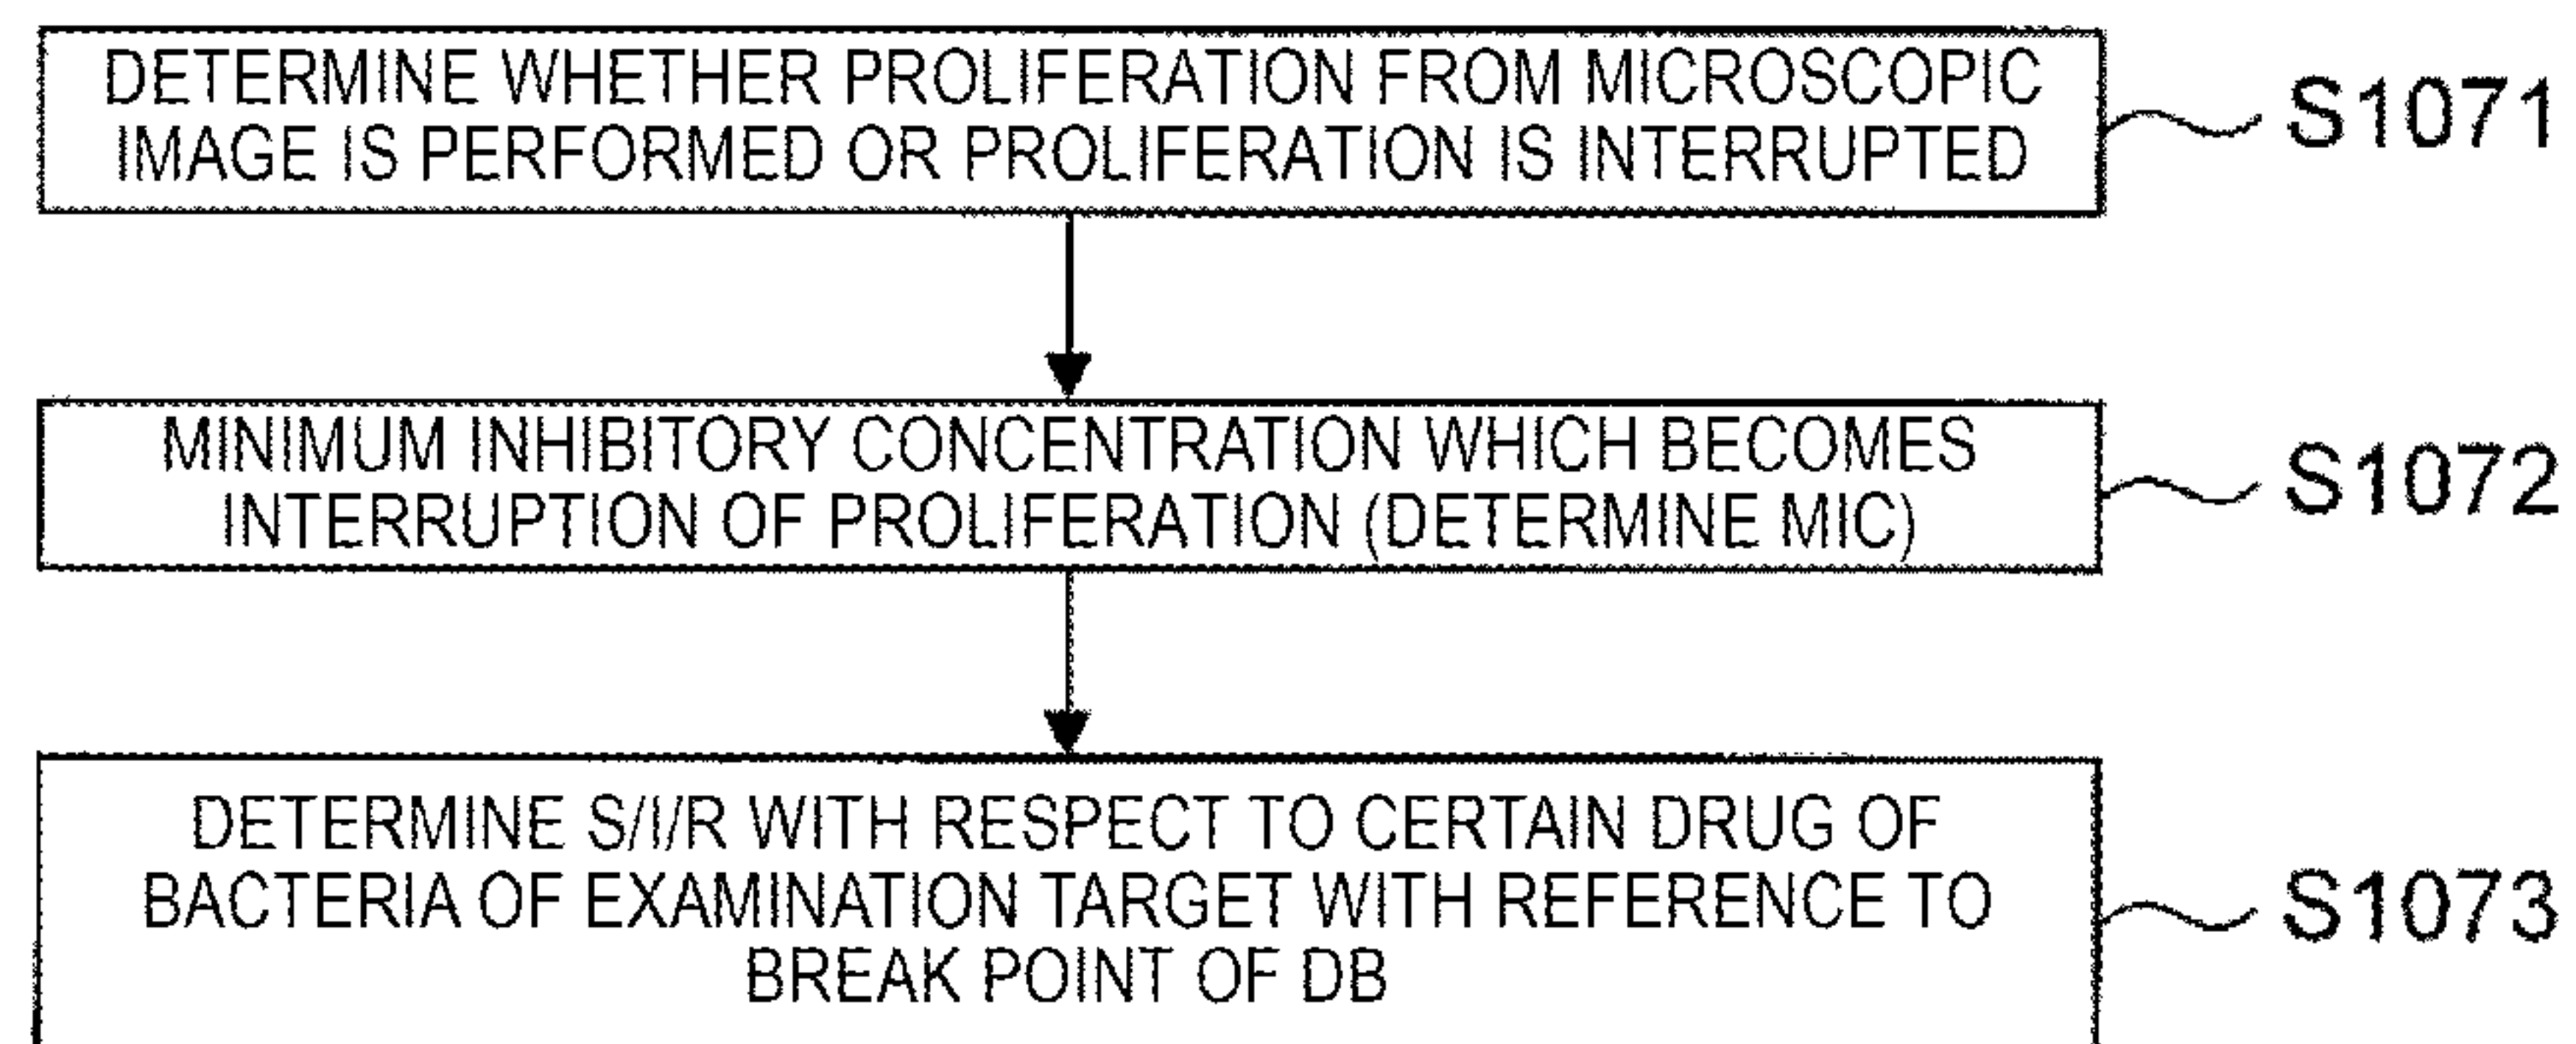 DETERMINE WHETHER PROLIFERATION FROM MICROSCOPIC
IMAGE IS PERFORMED OR PROLIFERATION IS INTERRUPTED
S1071
MINIMUM INHIBITORY CONCENTRATION WHICH BECOMES
INTERRUPTION OF PROLIFERATION (DETERMINE MIC)
S1072
DETERMINE S/I/R WITH RESPECT TO CERTAIN DRUG OF
BACTERIA OF EXAMINATION TARGET WITH REFERENCE TO
BREAK POINT OF DB
S1073